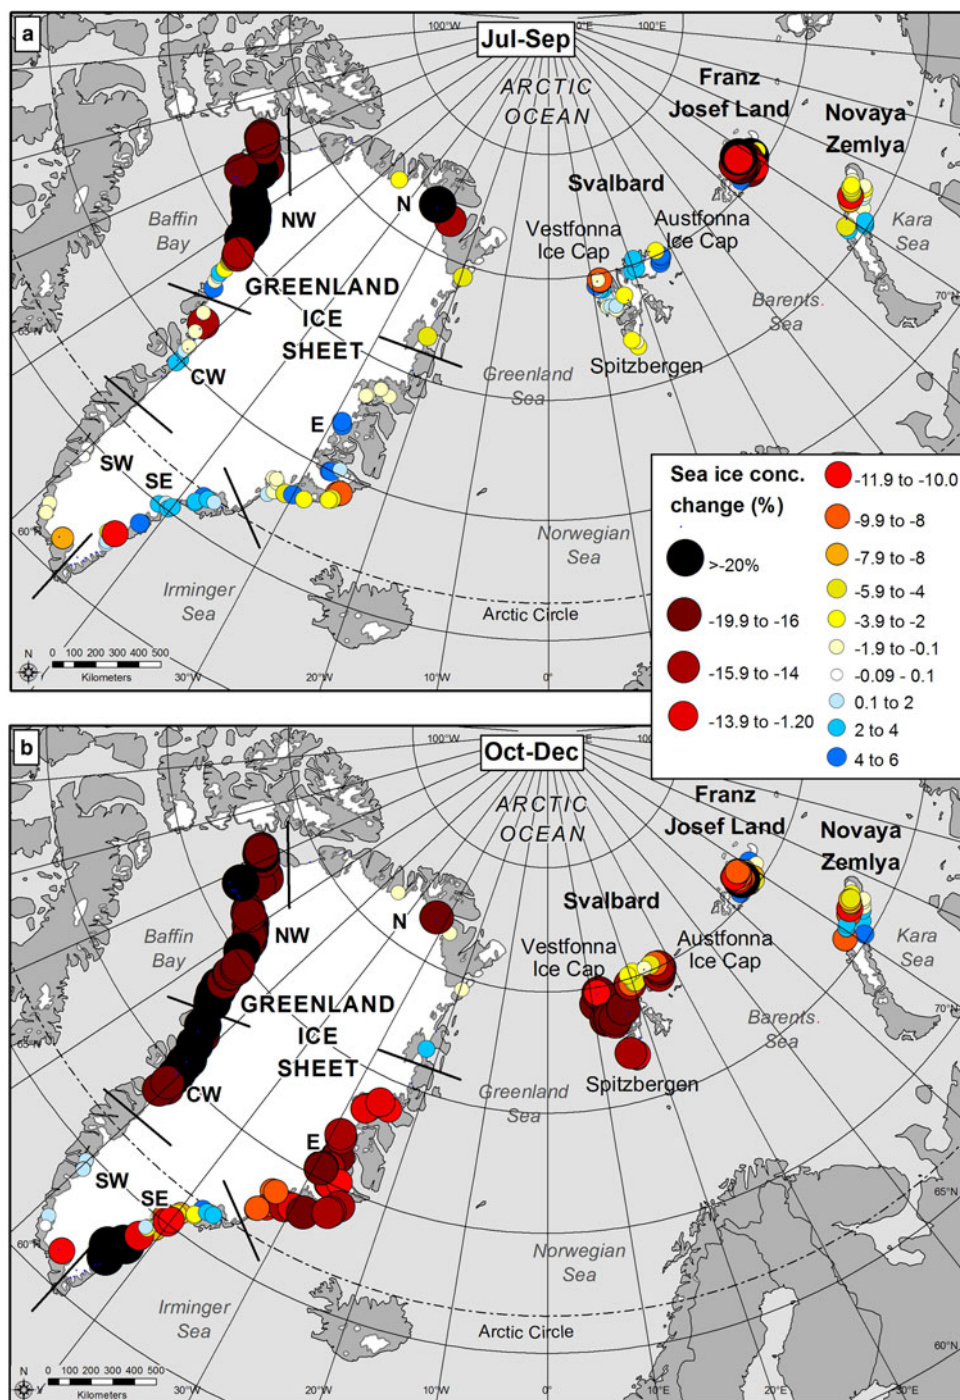 a
Jul-Sep
100°W
0°E
100°E
ARCTIC
OCEAN
Franz
Josef Land
Novaya
Zemlya
Svalbard
Vestfonna
Ice Cap
Austfonna
Ice Cap
Kara
Sea
Barents
Sea
70°N
Baffin
Bay
NW
N
GREENLAND
ICE
SHEET
65°N
CW
Greenland
Sea
Spitzbergen
E
SW
SE
60°N
Irminger
Sea
Norwegian
Sea
Arctic Circle
N
0 100 200 300 400 500
Kilometers
30°W
20°W
10°W
0°
10°E
Sea ice conc.
change (%)
>-20%
-19.9 to -16
-15.9 to -14
-13.9 to -1.20
-11.9 to -10.0
-9.9 to -8
-7.9 to -8
-5.9 to -4
-3.9 to -2
-1.9 to -0.1
-0.09 - 0.1
0.1 to 2
2 to 4
4 to 6
b
Oct-Dec
100°W
ARCTIC
OCEAN
Franz
Josef Land
Novaya
Zemlya
Svalbard
Vestfonna
Ice Cap
Austfonna
Ice Cap
Kara
Sea
Barents
Sea
70°N
Baffin
Bay
NW
N
GREENLAND
ICE
SHEET
65°N
CW
Greenland
Sea
Spitzbergen
E
SW
SE
65°N
60°N
Irminger
Sea
Norwegian
Sea
Arctic Circle
60°N
N
0 100 200 300 400 500
Kilometers
30°W
20°W
10°W
0°
10°E
20°E
30°E